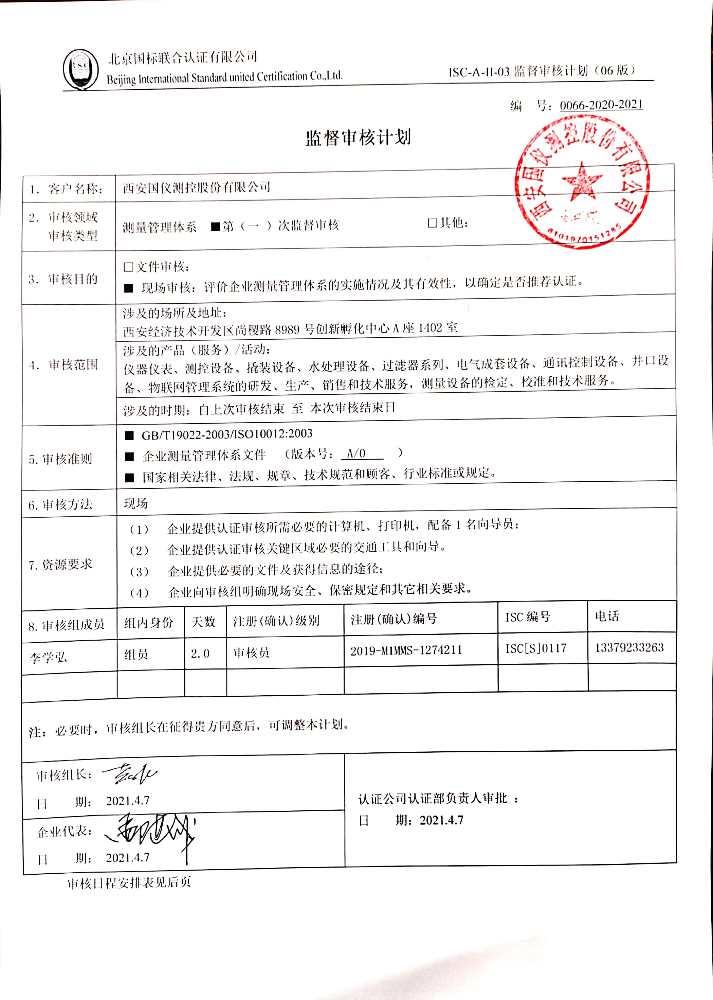 ISC
北京国标联合认证有限公司
Beijing International Standard united Certification Co.,Ltd.
ISC-A-II-03 监督审核计划（06 版）
编 号：0066-2020-2021
监督审核计划
西安国仪测控股份有限公司
6101970151285
1. 客户名称：
西安国仪测控股份有限公司
2. 审核领域
审核类型
测量管理体系 ■第（一 ）次监督审核 □其他：
3. 审核目的
□文件审核：
■ 现场审核：评价企业测量管理体系的实施情况及其有效性，以确定是否推荐认证。
4. 审核范围
涉及的场所及地址：
西安经济技术开发区尚稷路 8989 号创新孵化中心 A 座 1402 室
涉及的产品（服务）/活动：
仪器仪表、测控设备、撬装设备、水处理设备、过滤器系列、电气成套设备、通讯控制设备、井口设
备、物联网管理系统的研发、生产、销售和技术服务，测量设备的检定、校准和技术服务。
涉及的时期：自上次审核结束 至 本次审核结束日
5. 审核准则
■ GB/T19022-2003/ISO10012:2003
■ 企业测量管理体系文件 （版本号： A/0 ）
■ 国家相关法律、法规、规章、技术规范和顾客、行业标准或规定。
6. 审核方法
现场
7. 资源要求
（1） 企业提供认证审核所需必要的计算机、打印机，配备 1 名向导员；
（2） 企业提供认证审核关键区域必要的交通工具和向导。
（3） 企业提供必要的文件及获得信息的途径；
（4） 企业向审核组明确现场安全、保密规定和其它相关要求。
8. 审核组成员 组内身份 天数 注册(确认)级别 注册(确认)编号 ISC 编号 电话
李学弘 组员 2.0 审核员 2019-M1MMS-1274211 ISC[S]0117 13379233263
注：必要时，审核组长在征得贵方同意后，可调整本计划。
审核组长：
日 期： 2021.4.7
企业代表：
日 期： 2021.4.7
认证公司认证部负责人审批 ：
日 期：2021.4.7
审核日程安排表见后页